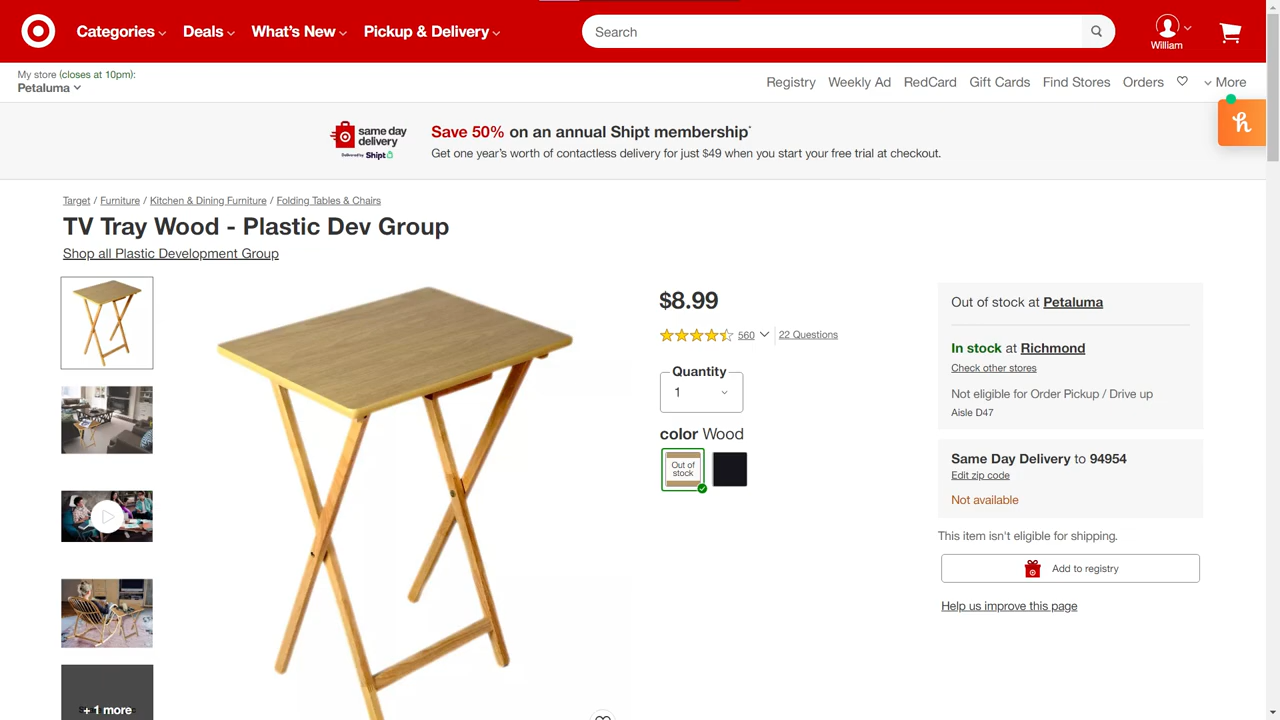 Categories Deals What's New Pickup & Delivery
Search
William
My store (closes at 10pm):
Petaluma
Registry Weekly Ad RedCard Gift Cards Find Stores Orders More
same day
delivery
Delivered by Shipt
Save 50% on an annual Shipt membership*
Get one year's worth of contactless delivery for just $49 when you start your free trial at checkout.
h
Target / Furniture / Kitchen & Dining Furniture / Folding Tables & Chairs
TV Tray Wood - Plastic Dev Group
Shop all Plastic Development Group
+ 1 more
$8.99
560 22 Questions
Quantity
1
color Wood
Out of
stock
Out of stock at Petaluma
In stock at Richmond
Check other stores
Not eligible for Order Pickup / Drive up
Aisle D47
Same Day Delivery to 94954
Edit zip code
Not available
This item isn't eligible for shipping.
Add to registry
Help us improve this page